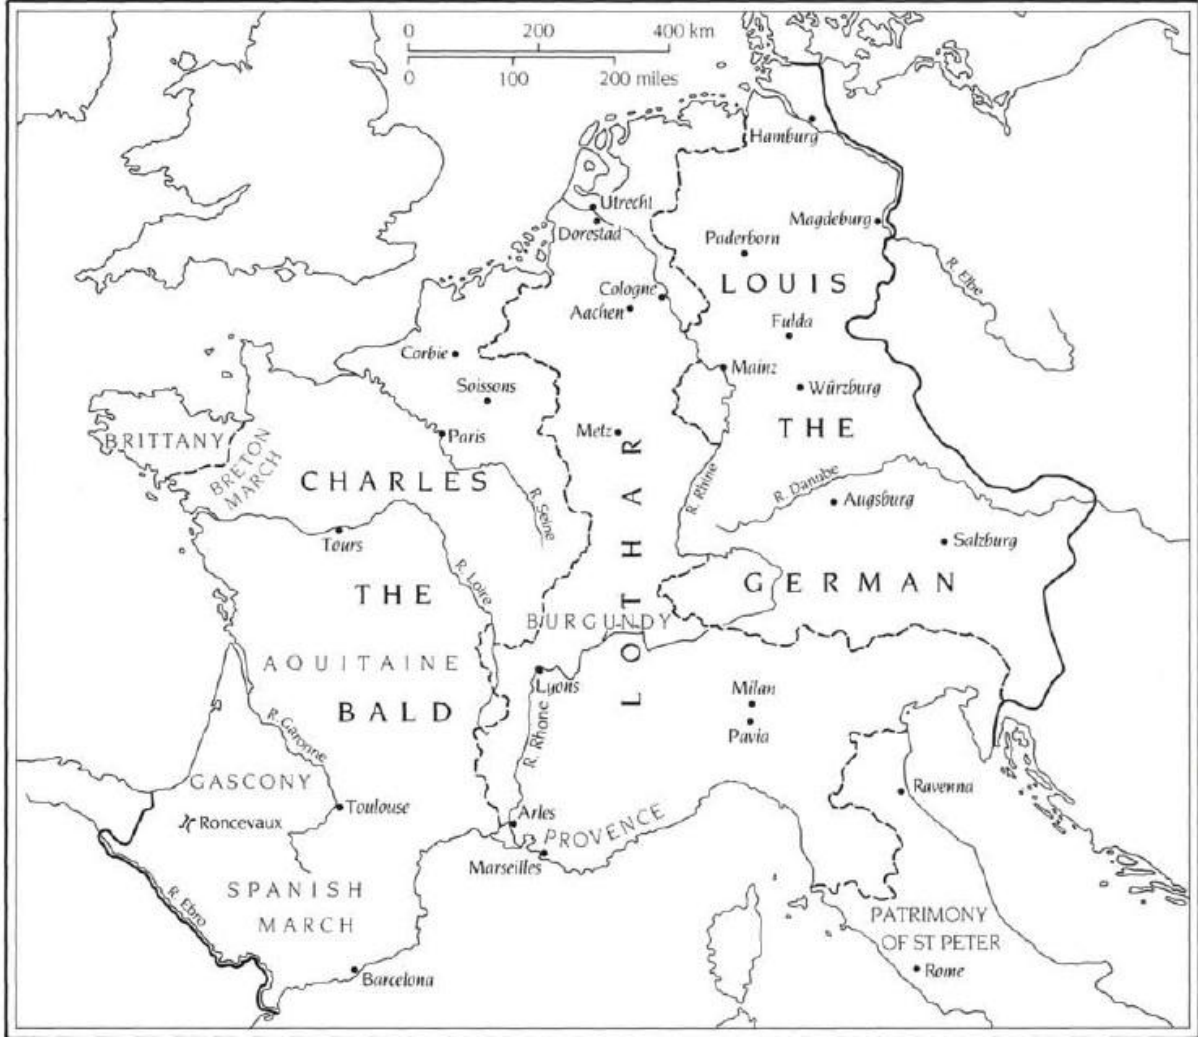 0 200 400 km
0 100 200 miles
Hamburg
Utrecht
Dorestad
Magdeburg
Paderborn
LOUIS
R. Elbe
Cologne
Aachen
Fulda
Corbie
Mainz
Soissons
Würzburg
Paris
Metz
THE
BRITTANY
BRETON
MARCH
CHARLES
R. Seine
R. Rhine
R. Danube
Augsburg
Tours
Salzburg
R. Loire
THE
GERMAN
LOTHAR
BURGUNDY
AQUITAINE
Lyons
BALD
Milan
Pavia
R. Rhone
R. Garonne
GASCONY
Toulouse
Roncevaux
Ravenna
Arles
PROVENCE
Marseilles
R. Ebro
SPANISH
MARCH
PATRIMONY
OF ST PETER
Barcelona
Rome